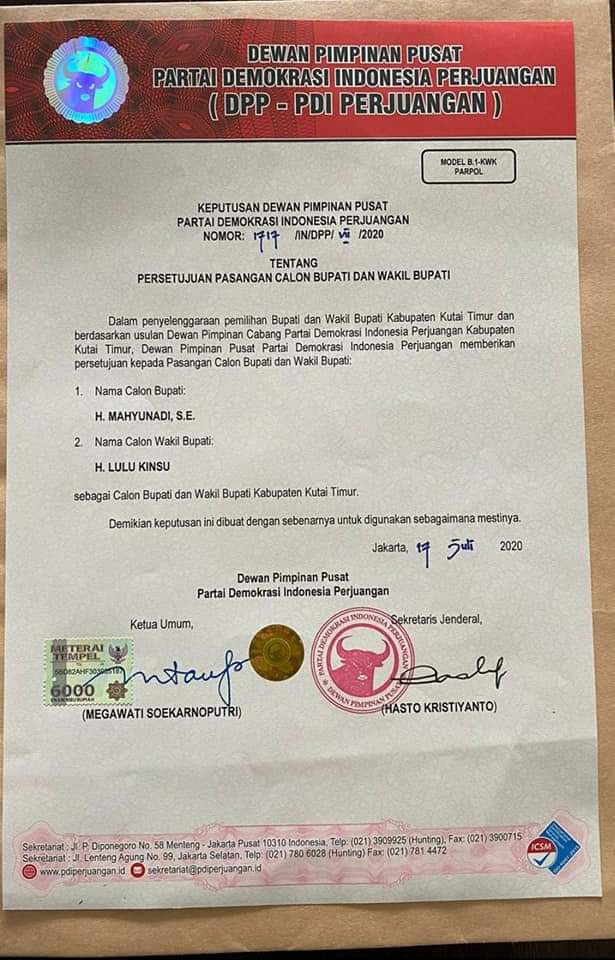 DEWAN PIMPINAN PUSAT
PARTAI DEMOKRASI INDONESIA PERJUANGAN
( DPP - PDI PERJUANGAN )
MODEL B.1-KWK
PARPOL
KEPUTUSAN DEWAN PIMPINAN PUSAT
PARTAI DEMOKRASI INDONESIA PERJUANGAN
NOMOR: 1717 /IN/DPP/ VII /2020
TENTANG
PERSETUJUAN PASANGAN CALON BUPATI DAN WAKIL BUPATI
Dalam penyelenggaraan pemilihan Bupati dan Wakil Bupati Kabupaten Kutai Timur dan
berdasarkan usulan Dewan Pimpinan Cabang Partai Demokrasi Indonesia Perjuangan Kabupaten
Kutai Timur, Dewan Pimpinan Pusat Partai Demokrasi Indonesia Perjuangan memberikan
persetujuan kepada Pasangan Calon Bupati dan Wakil Bupati:
1. Nama Calon Bupati:
H. MAHYUNADI, S.E.
2. Nama Calon Wakil Bupati:
H. LULU KINSU
sebagai Calon Bupati dan Wakil Bupati Kabupaten Kutai Timur.
Demikian keputusan ini dibuat dengan sebenarnya untuk digunakan sebagaimana mestinya.
Jakarta, 17 Juli 2020
Dewan Pimpinan Pusat
Partai Demokrasi Indonesia Perjuangan
Ketua Umum,
Sekretaris Jenderal,
METERAI
TEMPEL
6000
PARTAI DEMOKRASI INDONESIA PERJUANGAN
DEWAN PIMPINAN PUSAT
(MEGAWATI SOEKARNOPUTRI)
(HASTO KRISTIYANTO)
Sekretariat : Jl. P. Diponegoro No. 58 Menteng - Jakarta Pusat 10310 Indonesia, Telp: (021) 3909925 (Hunting), Fax: (021) 3900715
Sekretariat : Jl. Lenteng Agung No. 99, Jakarta Selatan, Telp: (021) 780 6028 (Hunting) Fax: (021) 781 4472
www.pdiperjuangan.id sekretariat@pdiperjuangan.id
ICSM